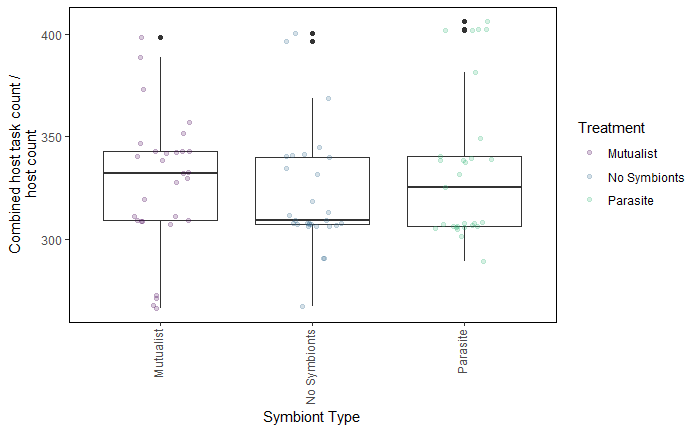 Combined host task count /
host count
400
350
300
Mutualist
No Symbionts
Parasite
Symbiont Type
Treatment
Mutualist
No Symbionts
Parasite